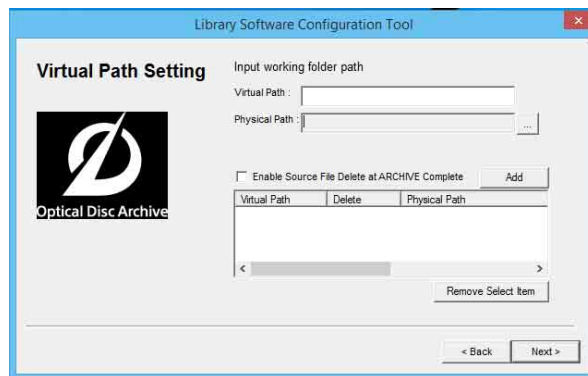 Library Software Configuration Tool
Virtual Path Setting
Input working folder path
Virtual Path :
Physical Path :
...
Optical Disc Archive
Enable Source File Delete at ARCHIVE Complete
Add
Virtual Path Delete Physical Path
Remove Select Item
< Back Next >